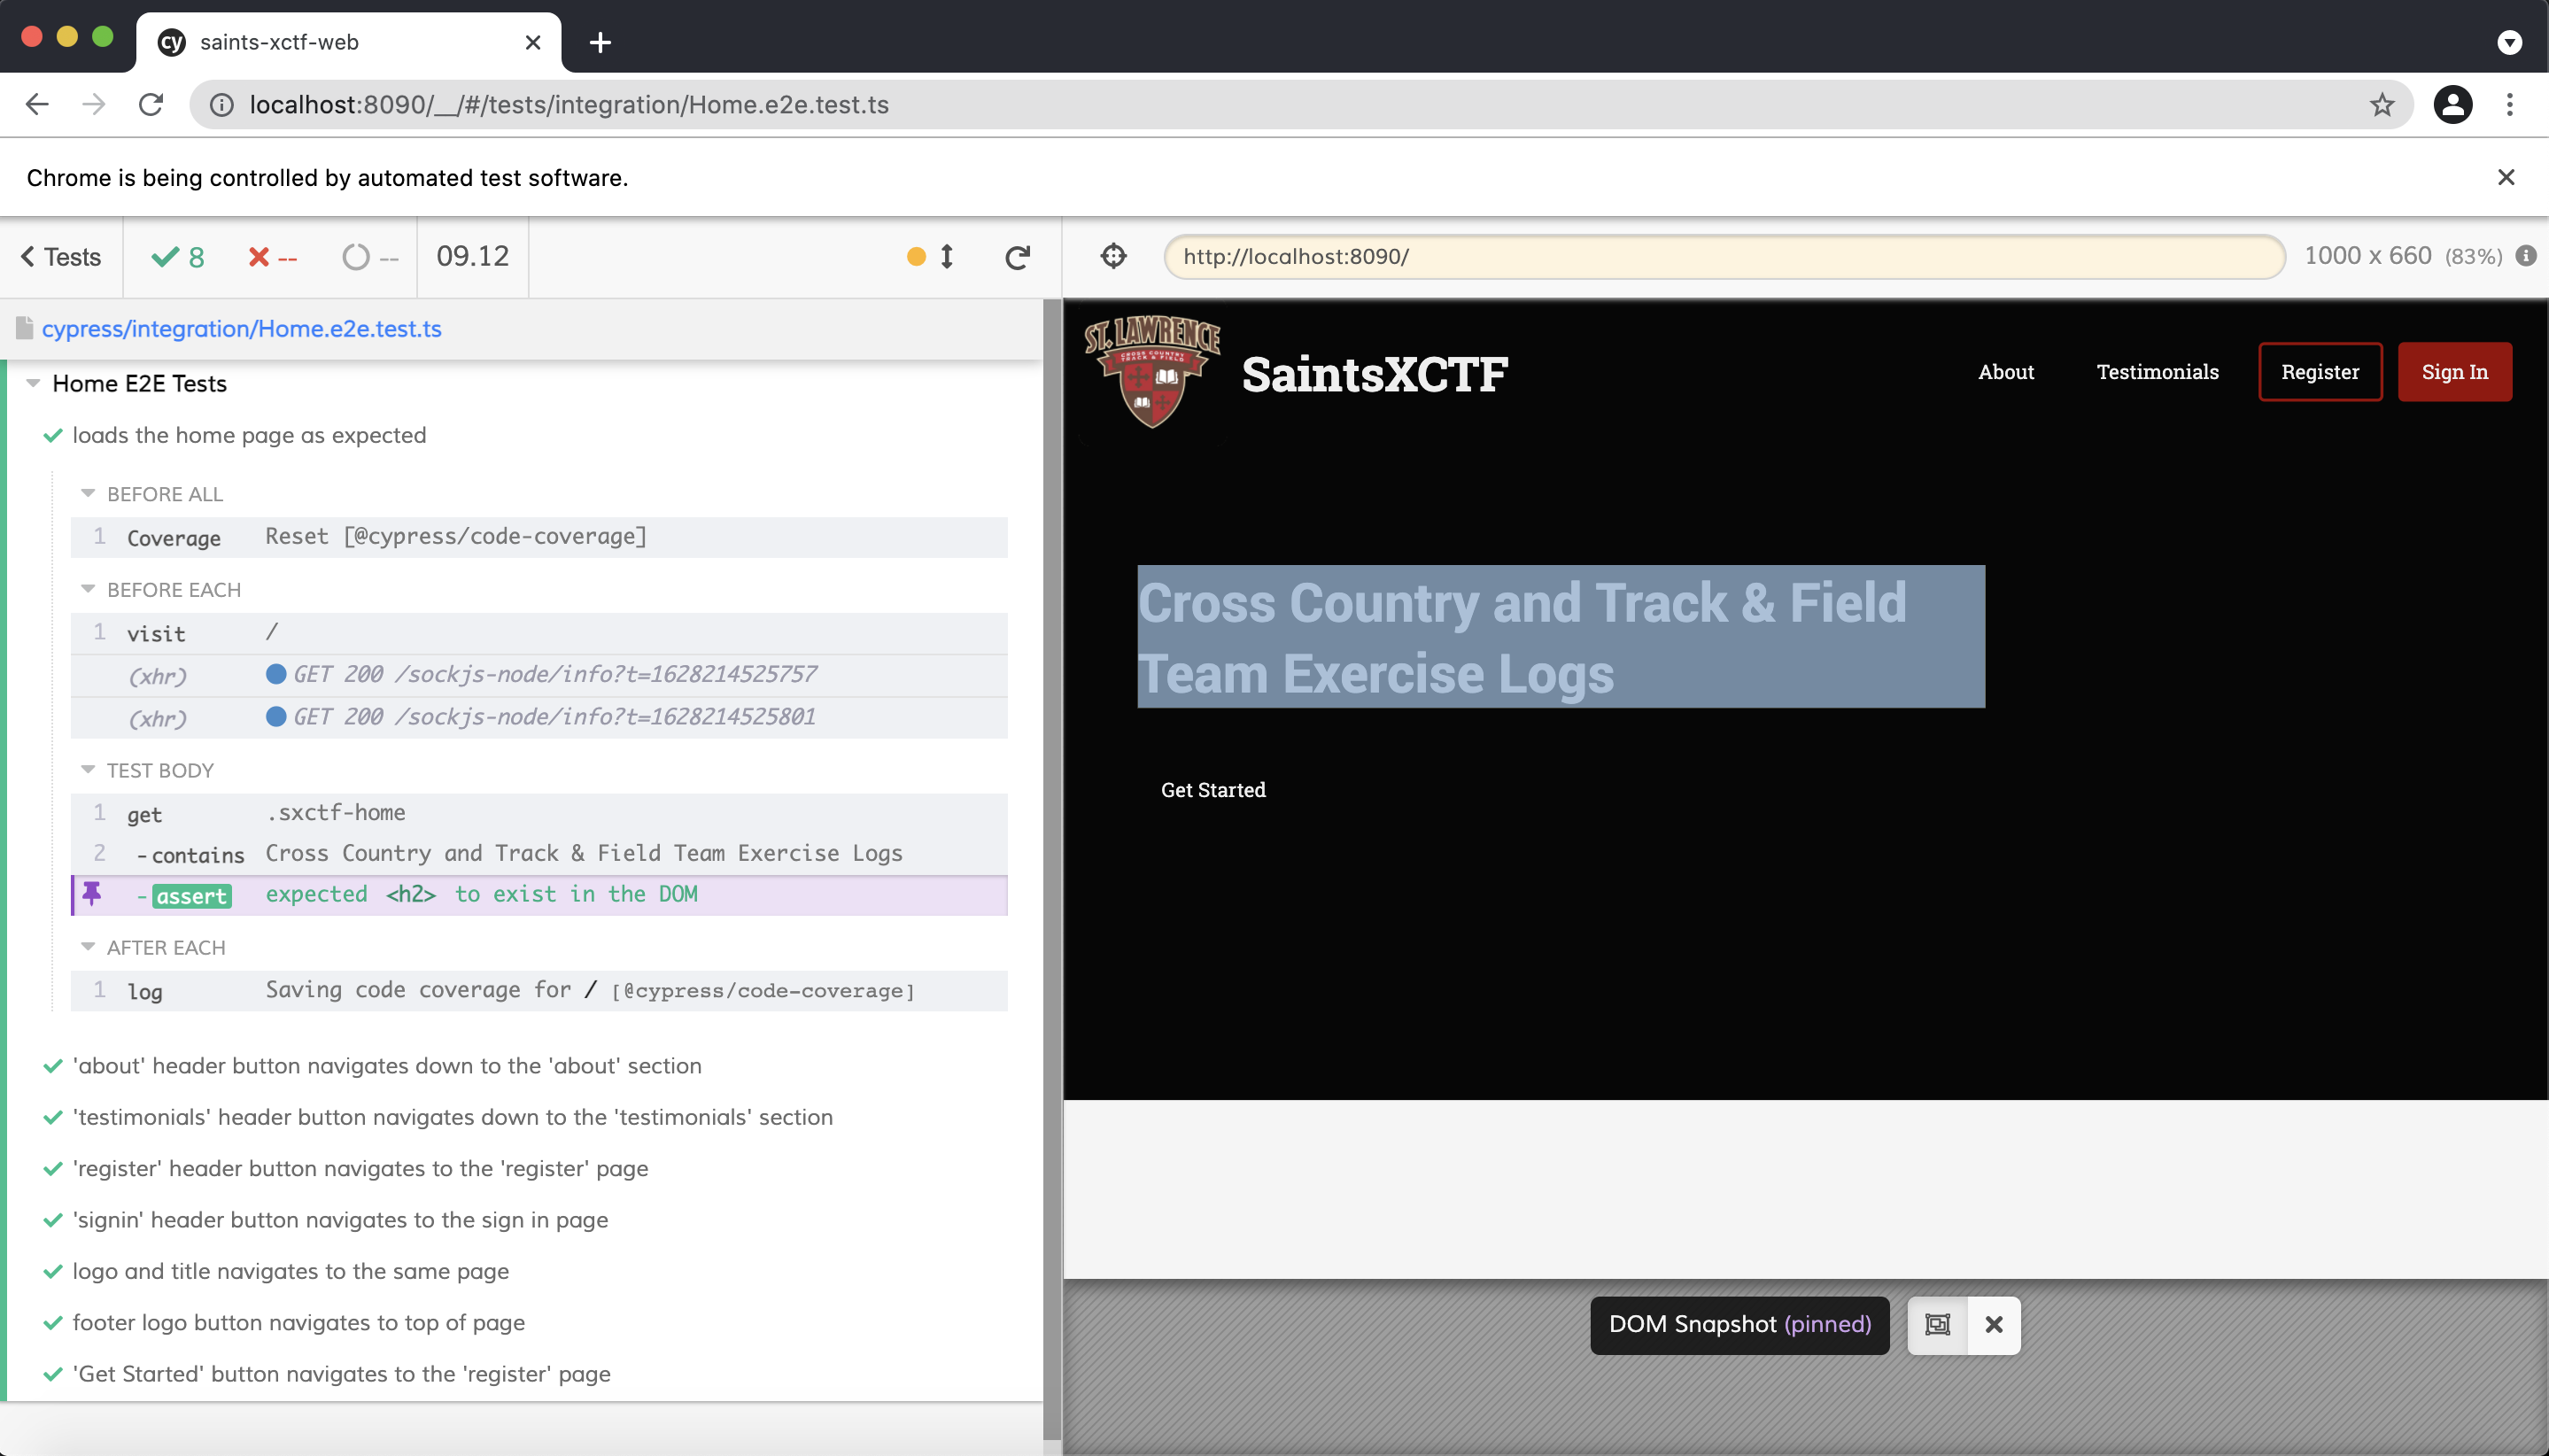 cy saints-xctf-web
localhost:8090/__/#/tests/integration/Home.e2e.test.ts
Chrome is being controlled by automated test software.
Tests 8 -- -- 09.12
http://localhost:8090/ 1000 x 660 (83%)
cypress/integration/Home.e2e.test.ts
Home E2E Tests
loads the home page as expected
BEFORE ALL
1 Coverage Reset [@cypress/code-coverage]
BEFORE EACH
1 visit /
(xhr) GET 200 /sockjs-node/info?t=1628214525757
(xhr) GET 200 /sockjs-node/info?t=1628214525801
TEST BODY
1 get .sxctf-home
2 -contains Cross Country and Track & Field Team Exercise Logs
-assert expected <h2> to exist in the DOM
AFTER EACH
1 log Saving code coverage for / [@cypress/code-coverage]
'about' header button navigates down to the 'about' section
'testimonials' header button navigates down to the 'testimonials' section
'register' header button navigates to the 'register' page
'signin' header button navigates to the sign in page
logo and title navigates to the same page
footer logo button navigates to top of page
'Get Started' button navigates to the 'register' page
ST. LAWRENCE
CROSS COUNTRY
TRACK & FIELD
SaintsXCTF
About Testimonials Register Sign In
Cross Country and Track & Field
Team Exercise Logs
Get Started
DOM Snapshot (pinned)